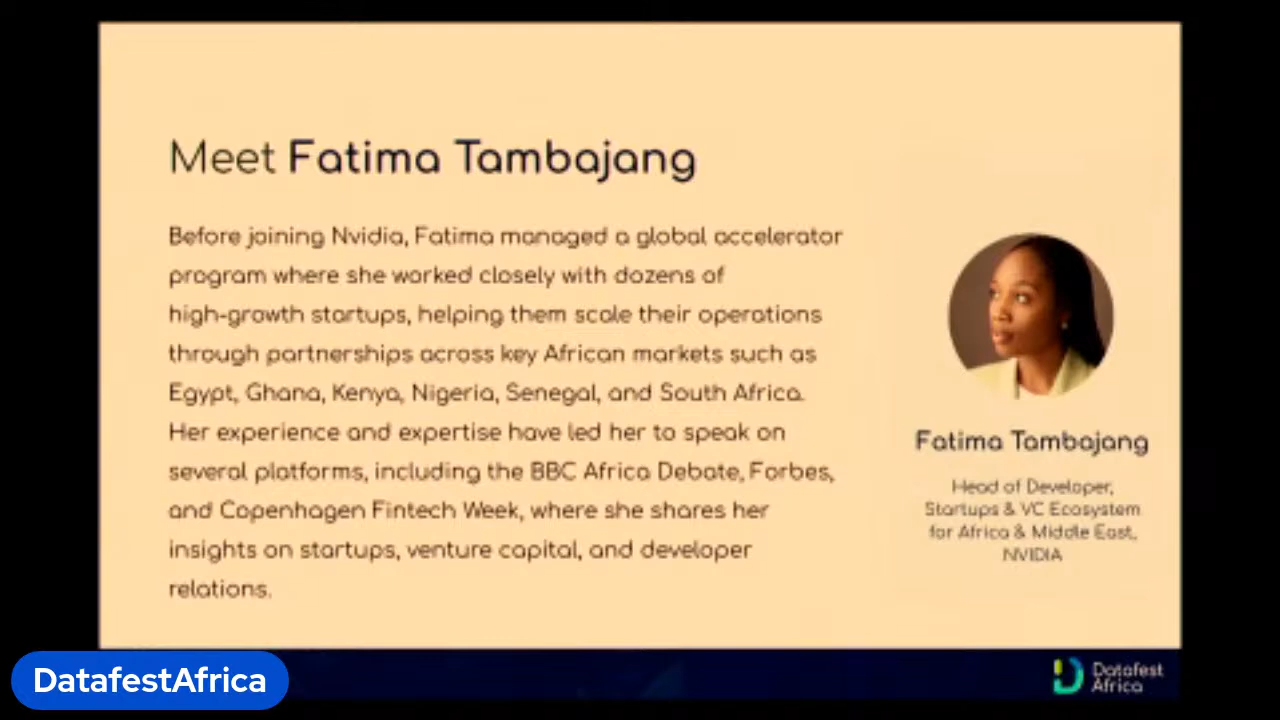 Meet Fatima Tambajang
Before joining Nvidia, Fatima managed a global accelerator
program where she worked closely with dozens of
high-growth startups, helping them scale their operations
through partnerships across key African markets such as
Egypt, Ghana, Kenya, Nigeria, Senegal, and South Africa.
Her experience and expertise have led her to speak on
several platforms, including the BBC Africa Debate, Forbes,
and Copenhagen Fintech Week, where she shares her
insights on startups, venture capital, and developer
relations.
Fatima Tambajang
Head of Developer,
Startups & VC Ecosystem
for Africa & Middle East,
NVIDIA
DatafestAfrica
Datafest
Africa